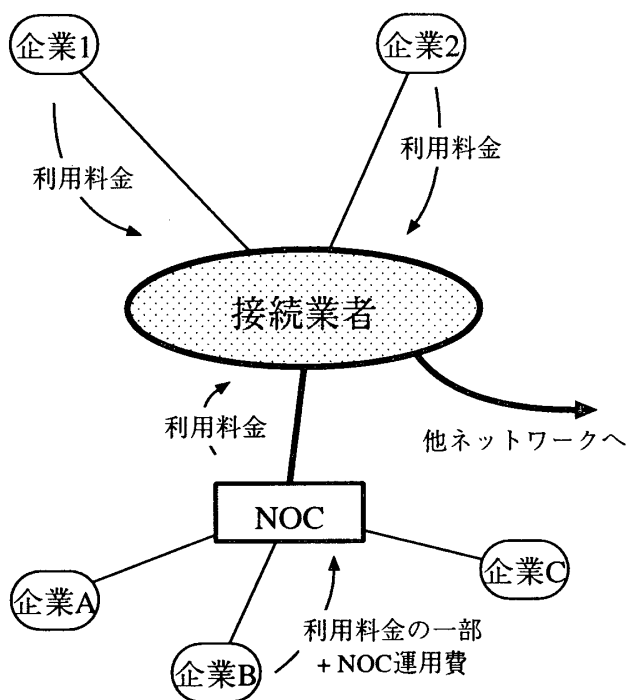 企業1
企業2
利用料金
利用料金
接続業者
利用料金
他ネットワークへ
NOC
企業A
企業C
企業B
利用料金の一部
+ NOC運用費